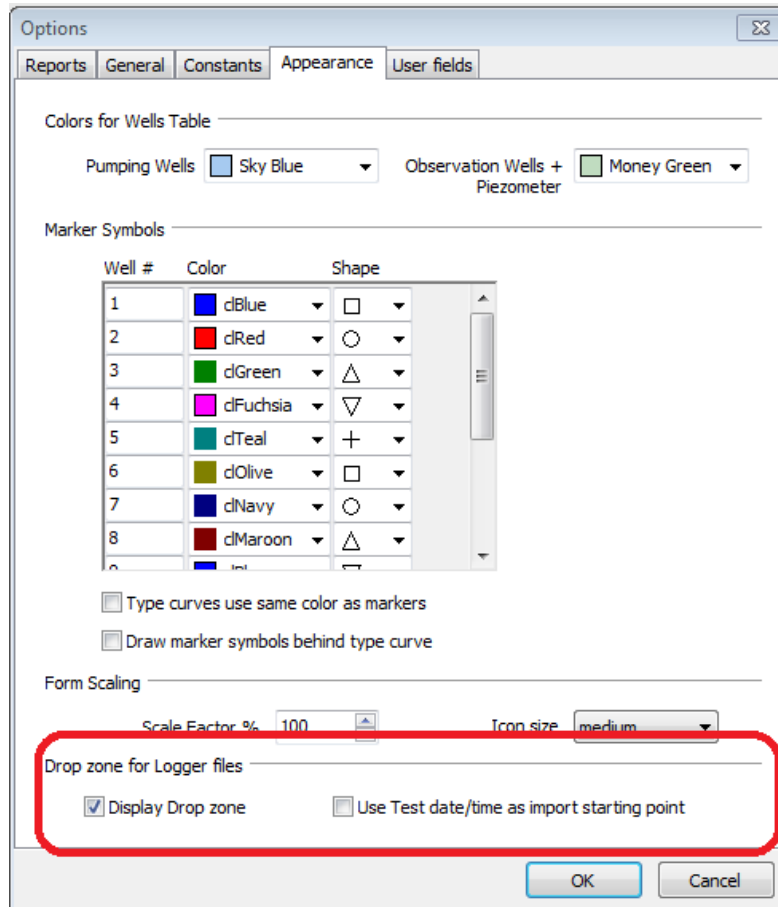 Options
Reports General Constants Appearance User fields
Colors for Wells Table
Pumping Wells Sky Blue Observation Wells + Money Green
Piezometer
Marker Symbols
Well # Color Shape
1 clBlue
2 clRed
3 clGreen
4 clFuchsia
5 clTeal
6 clOlive
7 clNavy
8 clMaroon
Type curves use same color as markers
Draw marker symbols behind type curve
Form Scaling
Scale Factor % 100 Icon size medium
Drop zone for Logger files
Display Drop zone Use Test date/time as import starting point
OK Cancel